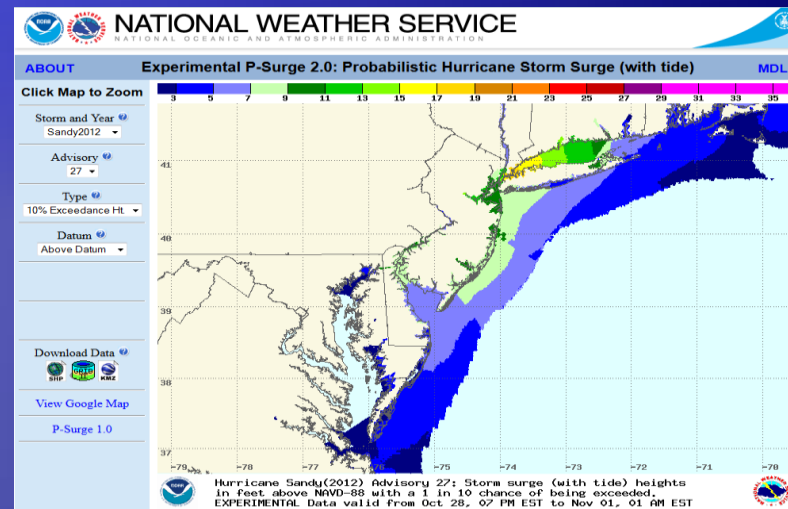 NATIONAL WEATHER SERVICE
NATIONAL OCEANIC AND ATMOSPHERIC ADMINISTRATION
ABOUT Experimental P-Surge 2.0: Probabilistic Hurricane Storm Surge (with tide) MDL
Click Map to Zoom
3 5 7 9 11 13 15 17 19 21 23 25 27 29 31 33 35
Storm and Year
Sandy2012
Advisory
27
Type
10% Exceedance Ht.
Datum
Above Datum
Download Data
SHP KMZ
View Google Map
P-Surge 1.0
41
40
39
38
37
-79 -78 -77 -76 -75 -74 -73 -72 -71 -70
Hurricane Sandy(2012) Advisory 27: Storm surge (with tide) heights
in feet above NAVD-88 with a 1 in 10 chance of being exceeded.
EXPERIMENTAL Data valid from Oct 28, 07 PM EST to Nov 01, 01 AM EST